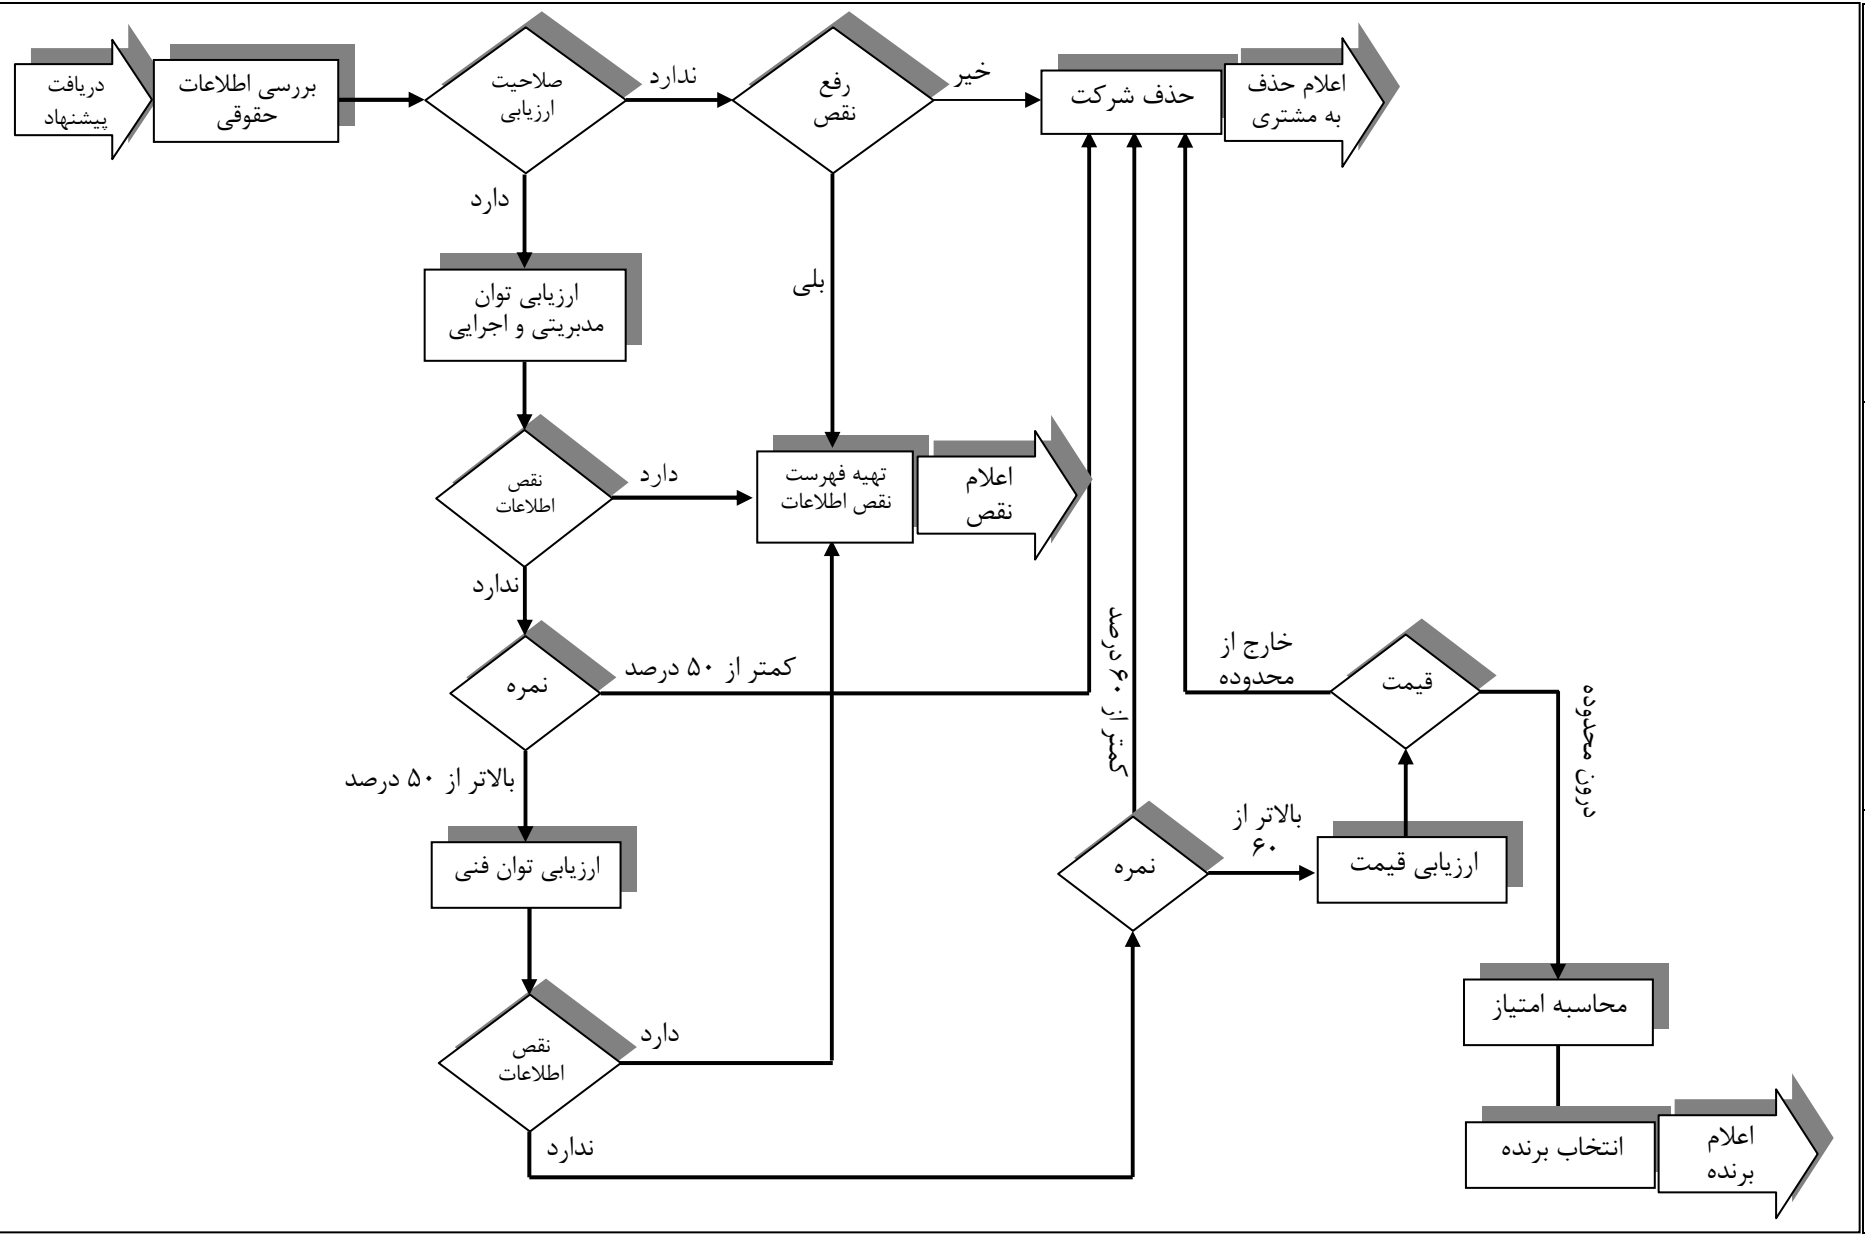 دریافت
پیشنهاد
بررسی اطلاعات
حقوقی
صلاحیت
ارزیابی
ندارد
رفع
نقص
خیر
حذف شرکت
اعلام حذف
به مشتری
دارد
ارزیابی توان
مدبریتی و اجرایی
بلی
نقص
اطلاعات
دارد
تهیه فهرست
نقص اطلاعات
اعلام
نقص
ندارد
نمره
کمتر از ۵۰ درصد
کمتر از ۶۰ درصد
خارج از
محدوده
قیمت
درون محدوده
بالاتر از ۵۰ درصد
ارزیابی توان فنی
نمره
بالاتر از
۶۰
ارزیابی قیمت
نقص
اطلاعات
دارد
ندارد
محاسبه امتیاز
انتخاب برنده
اعلام
برنده